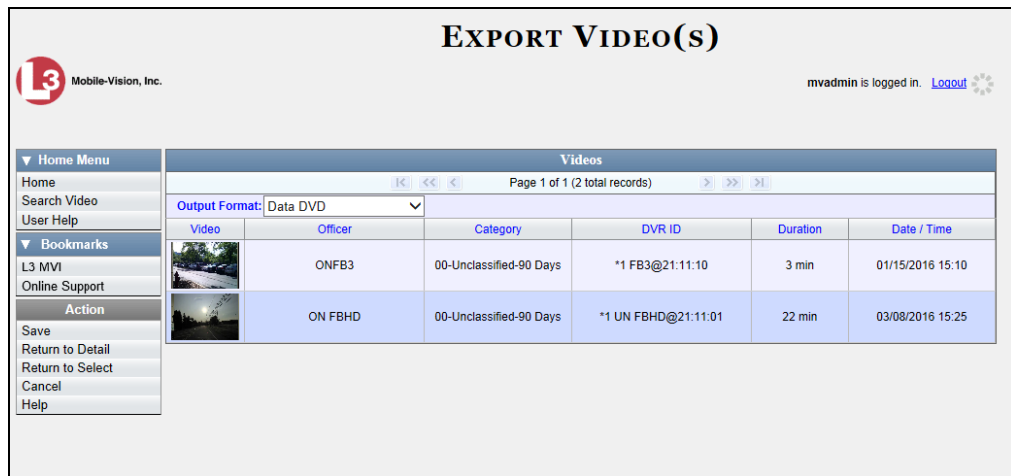 EXPORT VIDEO(S)
L3 Mobile-Vision, Inc.
mvadmin is logged in. Logout
▼ Home Menu
Home
Search Video
User Help
▼ Bookmarks
L3 MVI
Online Support
Action
Save
Return to Detail
Return to Select
Cancel
Help
Videos
|< << < Page 1 of 1 (2 total records) > >> >|
Output Format: Data DVD
Video Officer Category DVR ID Duration Date / Time
ONFB3 00-Unclassified-90 Days *1 FB3@21:11:10 3 min 01/15/2016 15:10
ON FBHD 00-Unclassified-90 Days *1 UN FBHD@21:11:01 22 min 03/08/2016 15:25